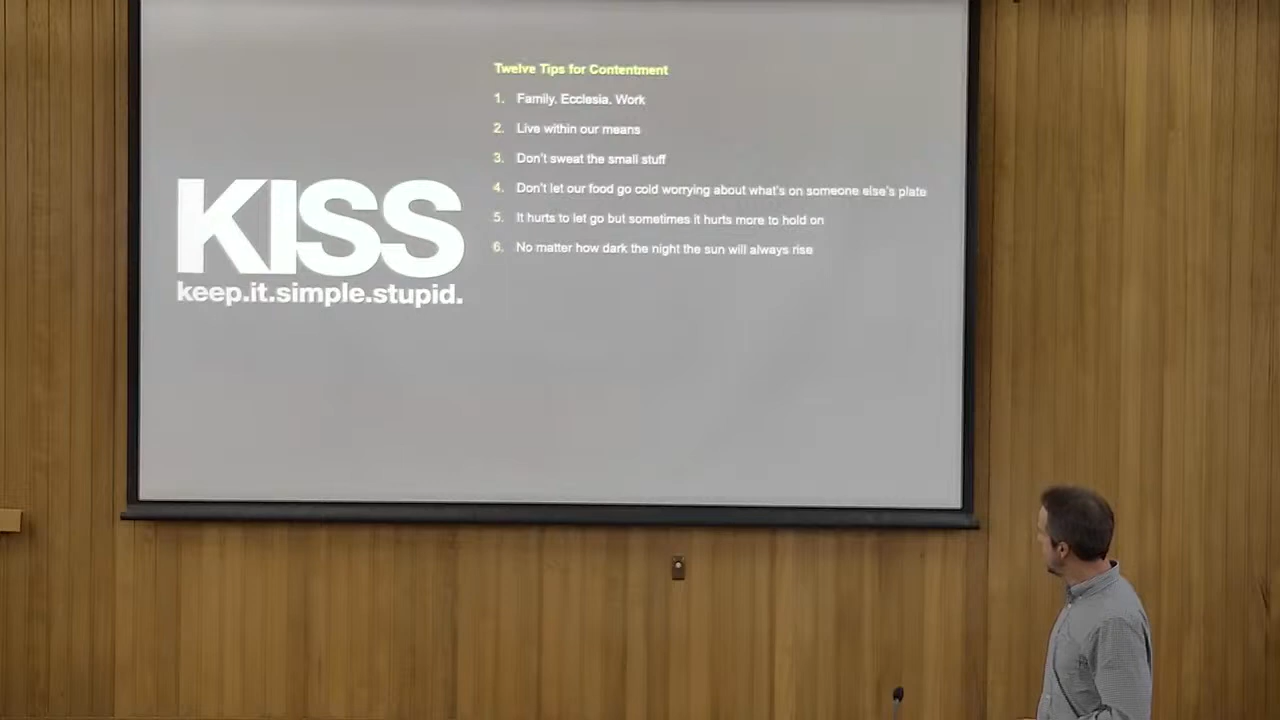 Twelve Tips for Contentment
1. Family. Ecclesia. Work
2. Live within our means
3. Don't sweat the small stuff
4. Don't let our food go cold worrying about what's on someone else's plate
5. It hurts to let go but sometimes it hurts more to hold on
6. No matter how dark the night the sun will always rise
KISS
keep.it.simple.stupid.